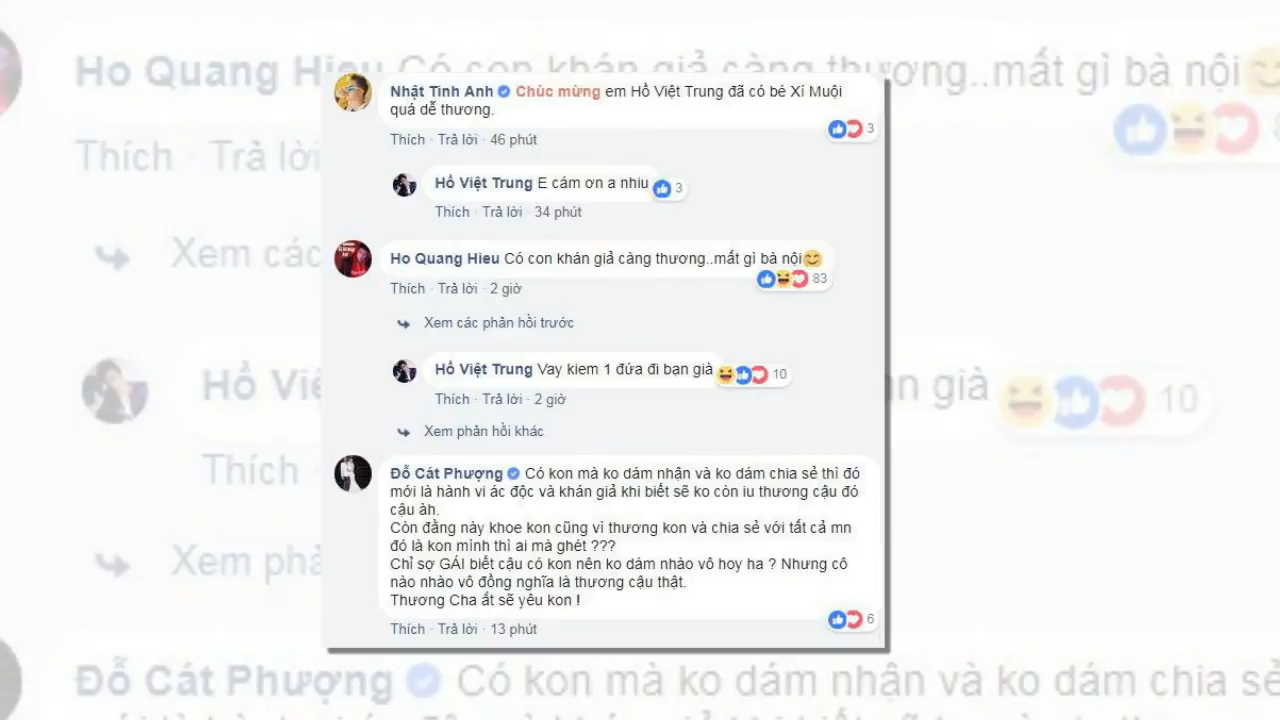 Nhật Tinh Anh Chúc mừng em Hồ Việt Trung đã có bé Xí Muội
quá dễ thương.
3
Thích · Trả lời · 46 phút
Hồ Việt Trung E cám ơn a nhiu
3
Thích · Trả lời · 34 phút
Ho Quang Hieu Có con khán giả càng thương..mất gì bà nội
83
Thích · Trả lời · 2 giờ
Xem các phản hồi trước
Hồ Việt Trung Vay kiem 1 đứa đi bạn già
10
Thích · Trả lời · 2 giờ
Xem phản hồi khác
Đỗ Cát Phượng Có kon mà ko dám nhận và ko dám chia sẻ thì đó
mới là hành vi ác độc và khán giả khi biết sẽ ko còn iu thương cậu đó
cậu àh.
Còn đằng này khoe kon cũng vì thương kon và chia sẻ với tất cả mn
đó là kon mình thì ai mà ghét ???
Chỉ sợ GÁI biết cậu có kon nên ko dám nhào vô hoy ha ? Nhưng cô
nào nhào vô đồng nghĩa là thương cậu thật.
Thương Cha ắt sẽ yêu kon !
6
Thích · Trả lời · 13 phút